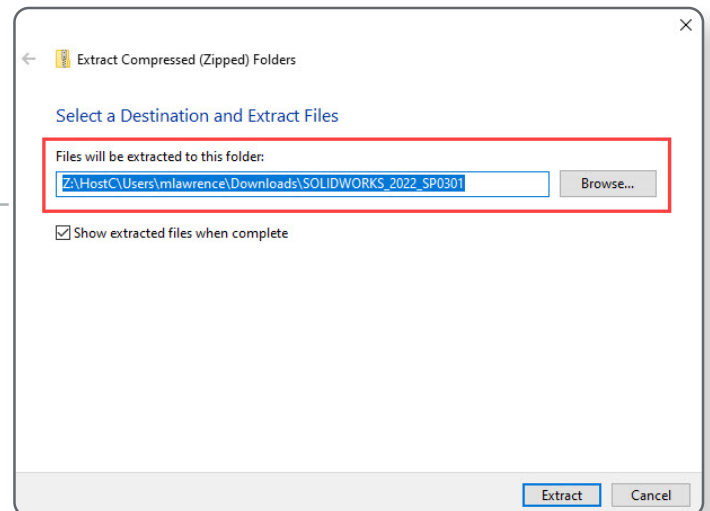 Extract Compressed (Zipped) Folders
Select a Destination and Extract Files
Files will be extracted to this folder:
Z:\HostC\Users\mlawrence\Downloads\SOLIDWORKS_2022_SP0301
Browse...
Show extracted files when complete
Extract Cancel